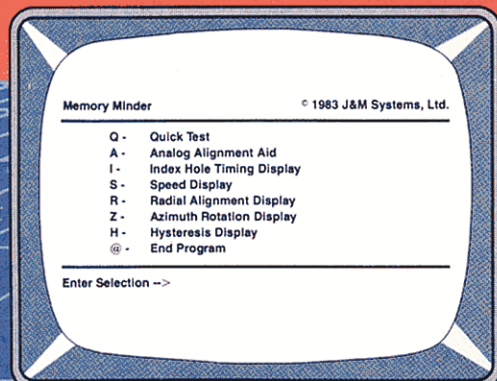 Memory Minder © 1983 J&M Systems, Ltd.
Q - Quick Test
A - Analog Alignment Aid
I - Index Hole Timing Display
S - Speed Display
R - Radial Alignment Display
Z - Azimuth Rotation Display
H - Hysteresis Display
@ - End Program
Enter Selection -->